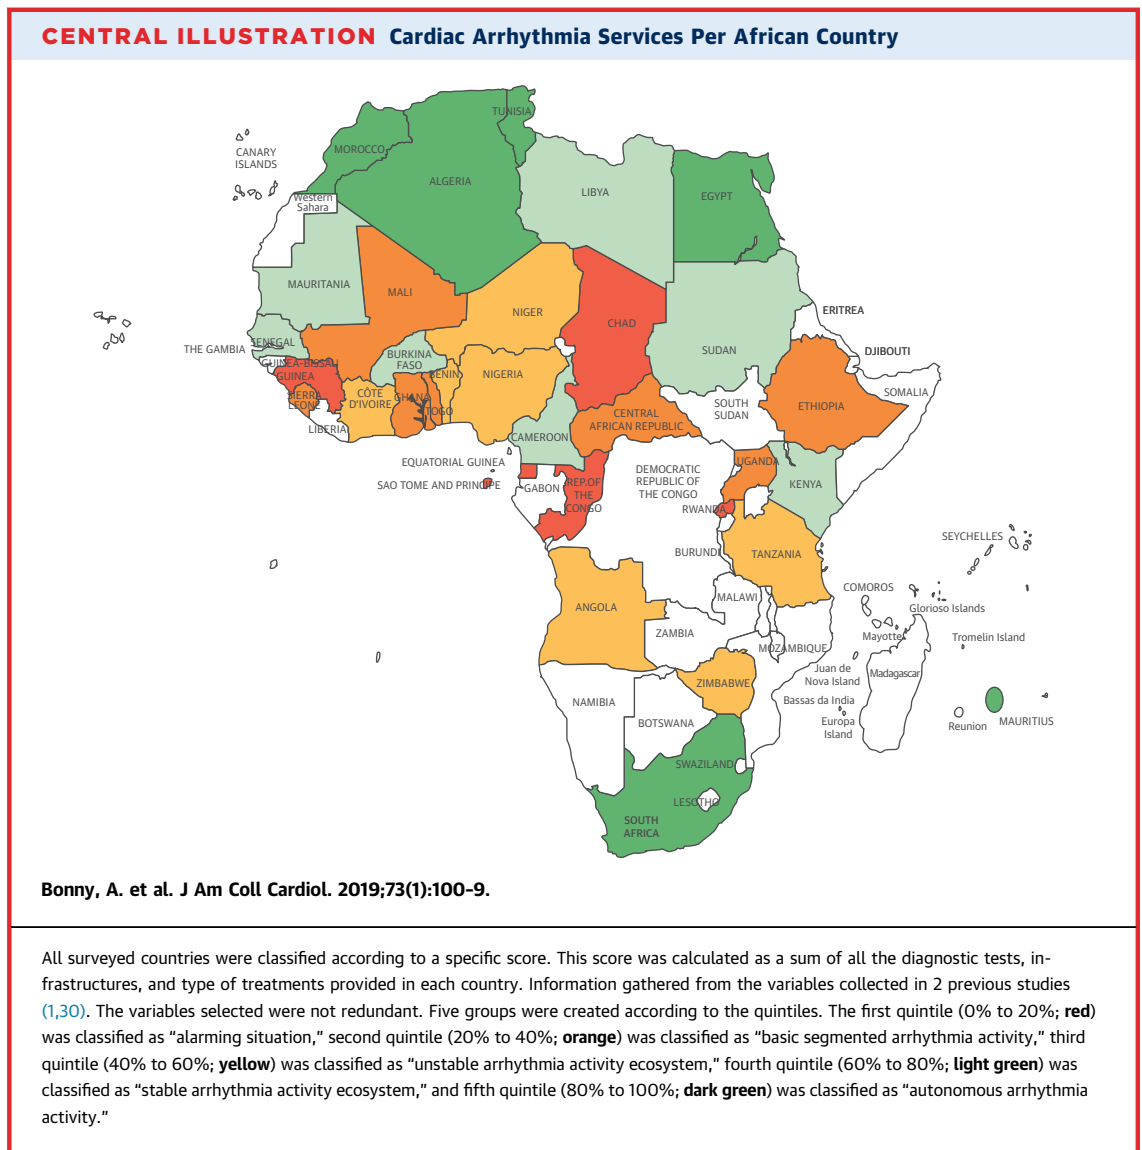 CENTRAL ILLUSTRATION Cardiac Arrhythmia Services Per African Country
TUNISIA
MOROCCO
CANARY
ISLANDS
ALGERIA
LIBYA
EGYPT
Western
Sahara
MAURITANIA
MALI
NIGER
CHAD
ERITREA
SUDAN
THE GAMBIA
SENEGAL
DJIBOUTI
GUINEA-BISSAU
GUINEA
BURKINA
FASO
BENIN
NIGERIA
SOMALIA
SIERRA
LEONE
CÔTE
D'IVOIRE
GHANA
TOGO
SOUTH
SUDAN
ETHIOPIA
CENTRAL
AFRICAN REPUBLIC
LIBERIA
CAMEROON
EQUATORIAL GUINEA
UGANDA
SAO TOME AND PRINCIPE
GABON
REP.OF
THE
CONGO
DEMOCRATIC
REPUBLIC OF
THE CONGO
KENYA
RWANDA
BURUNDI
TANZANIA
SEYCHELLES
COMOROS
MALAWI
ANGOLA
Glorioso Islands
ZAMBIA
Mayotte
Tromelin Island
MOZAMBIQUE
Juan de
Nova Island
Madagascar
ZIMBABWE
NAMIBIA
Bassas da India
BOTSWANA
Europa
Island
Reunion
MAURITIUS
SWAZILAND
LESOTHO
SOUTH
AFRICA
Bonny, A. et al. J Am Coll Cardiol. 2019;73(1):100–9.
All surveyed countries were classified according to a specific score. This score was calculated as a sum of all the diagnostic tests, in-
frastructures, and type of treatments provided in each country. Information gathered from the variables collected in 2 previous studies
(1,30). The variables selected were not redundant. Five groups were created according to the quintiles. The first quintile (0% to 20%; red)
was classified as “alarming situation,” second quintile (20% to 40%; orange) was classified as “basic segmented arrhythmia activity,” third
quintile (40% to 60%; yellow) was classified as “unstable arrhythmia activity ecosystem,” fourth quintile (60% to 80%; light green) was
classified as “stable arrhythmia activity ecosystem,” and fifth quintile (80% to 100%; dark green) was classified as “autonomous arrhythmia
activity.”